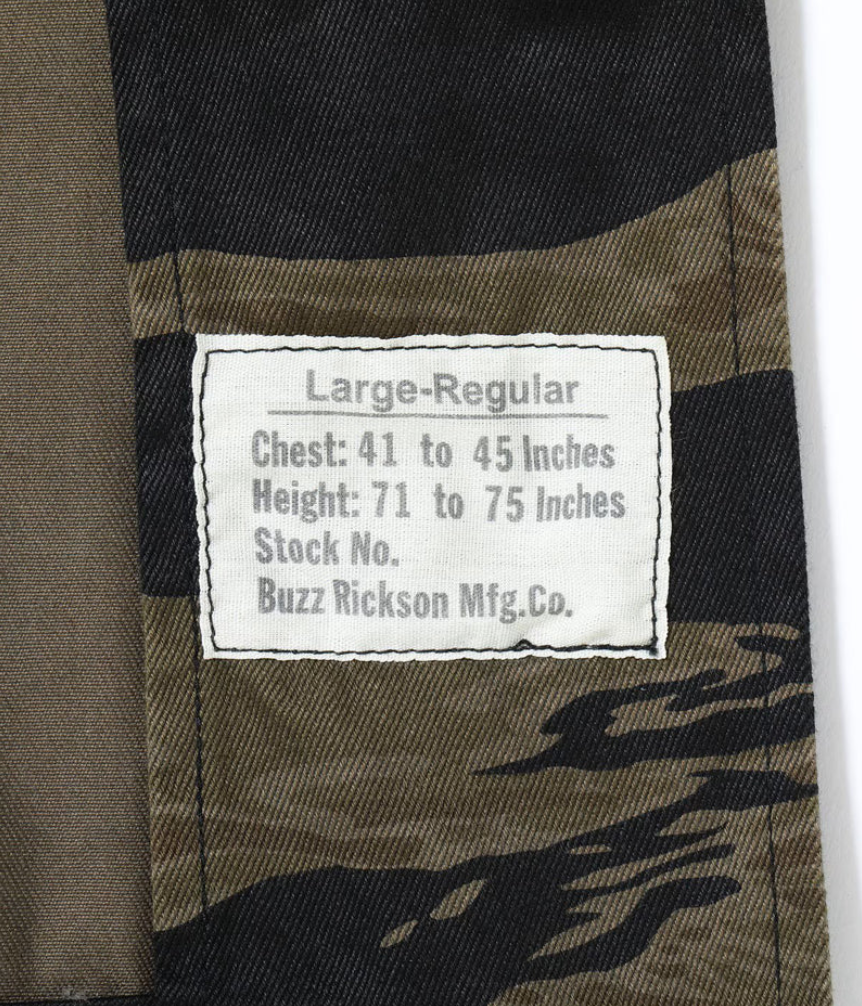 Large-Regular
Chest: 41 to 45 Inches
Height: 71 to 75 Inches
Stock No.
Buzz Rickson Mfg.Co.